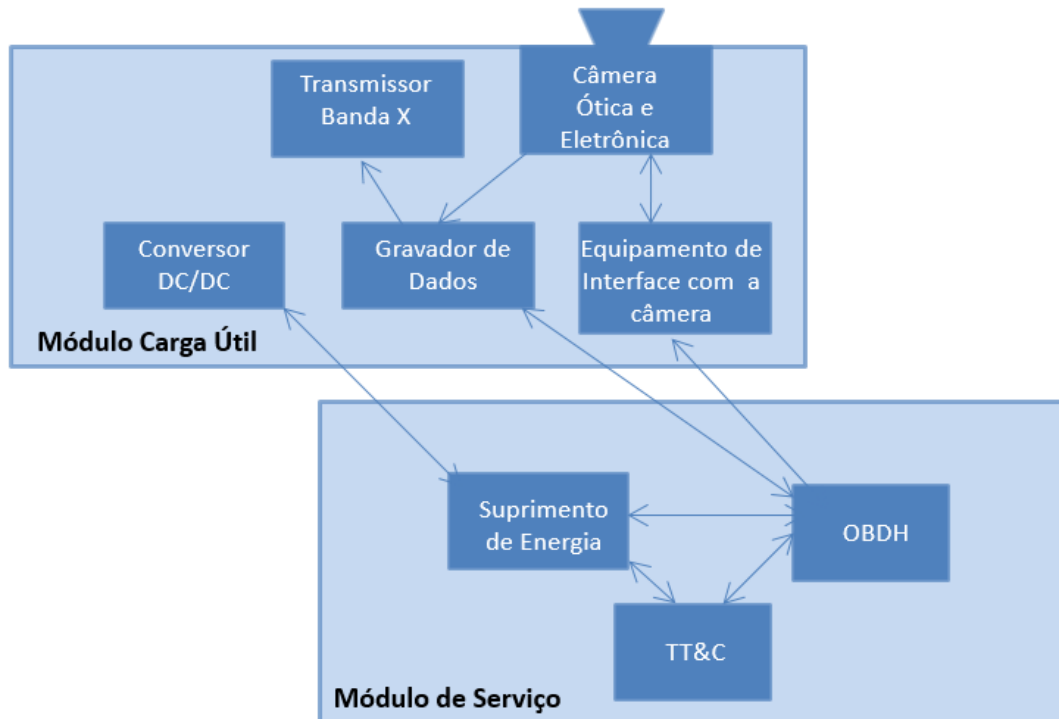 Transmissor
Banda X
Câmera
Ótica e
Eletrônica
Conversor
DC/DC
Gravador de
Dados
Equipamento de
Interface com a
câmera
Módulo Carga Útil
Suprimento
de Energia
OBDH
TT&C
Módulo de Serviço